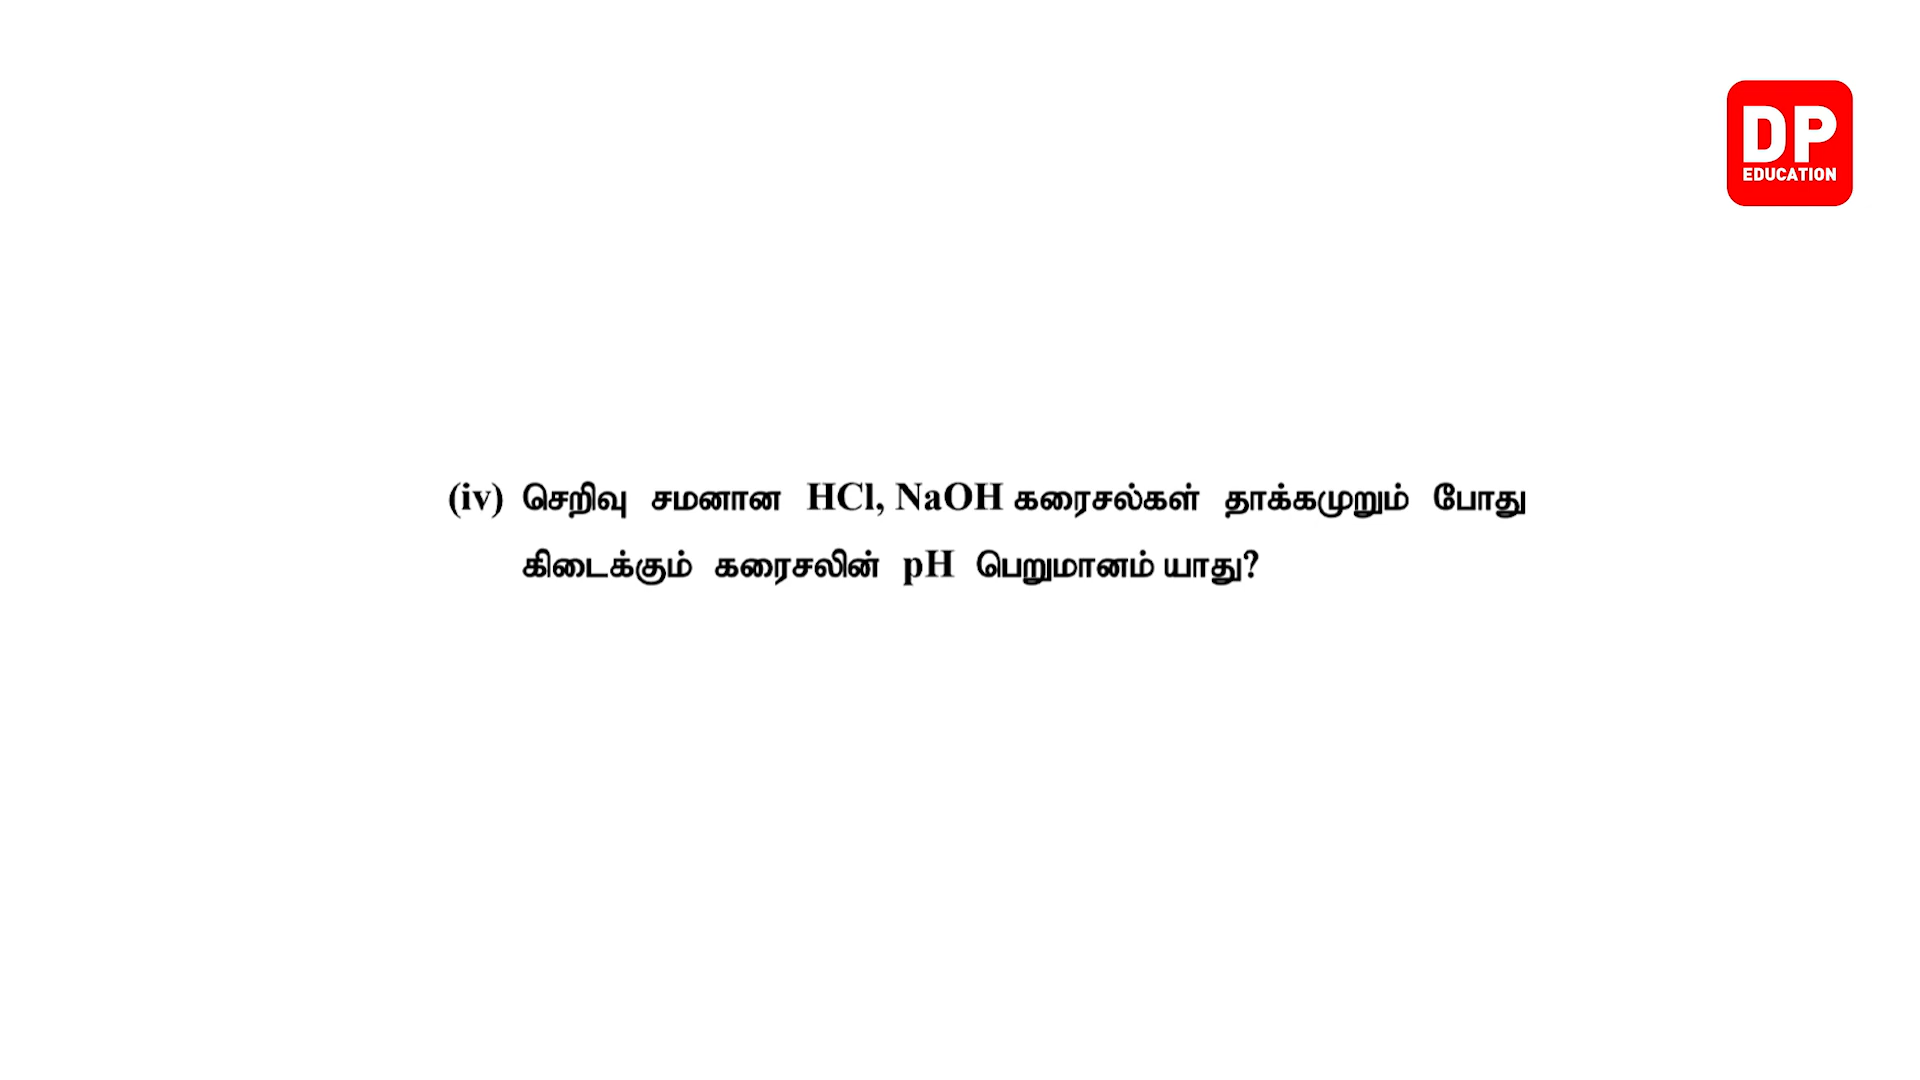 DP
EDUCATION
(iv) செறிவு சமனான HCl, NaOH கரைசல்கள் தாக்கமுறும் போது
கிடைக்கும் கரைசலின் pH பெறுமானம் யாது?